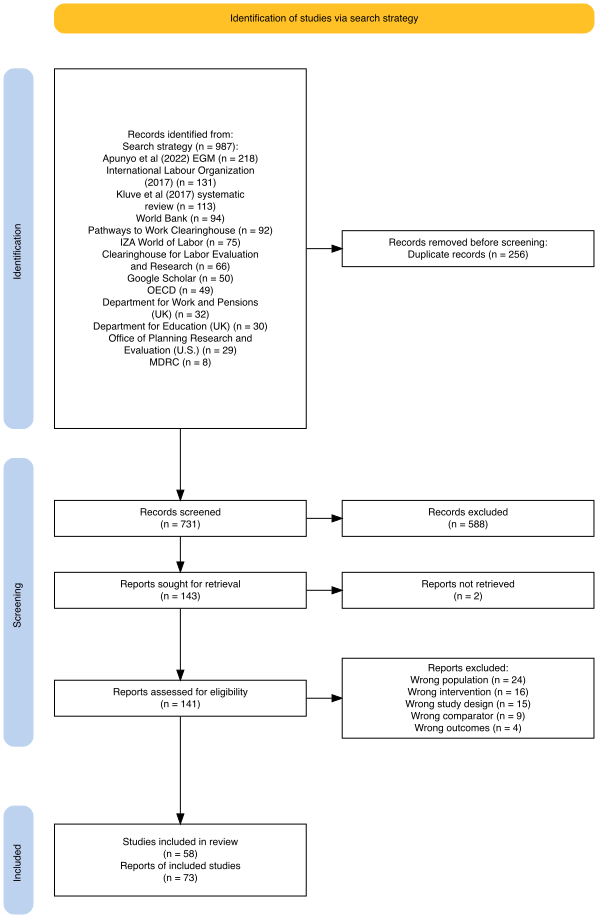 Identification of studies via search strategy
Identification
Records identified from:
Search strategy (n = 987):
Apunyo et al (2022) EGM (n = 218)
International Labour Organization
(2017) (n = 131)
Kluve et al (2017) systematic
review (n = 113)
World Bank (n = 94)
Pathways to Work Clearinghouse (n = 92)
IZA World of Labor (n = 75)
Clearinghouse for Labor Evaluation
and Research (n = 66)
Google Scholar (n = 50)
OECD (n = 49)
Department for Work and Pensions
(UK) (n = 32)
Department for Education (UK) (n = 30)
Office of Planning Research and
Evaluation (U.S.) (n = 29)
MDRC (n = 8)
Records removed before screening:
Duplicate records (n = 256)
Screening
Records screened
(n = 731)
Records excluded
(n = 588)
Reports sought for retrieval
(n = 143)
Reports not retrieved
(n = 2)
Reports assessed for eligibility
(n = 141)
Reports excluded:
Wrong population (n = 24)
Wrong intervention (n = 16)
Wrong study design (n = 15)
Wrong comparator (n = 9)
Wrong outcomes (n = 4)
Included
Studies included in review
(n = 58)
Reports of included studies
(n = 73)